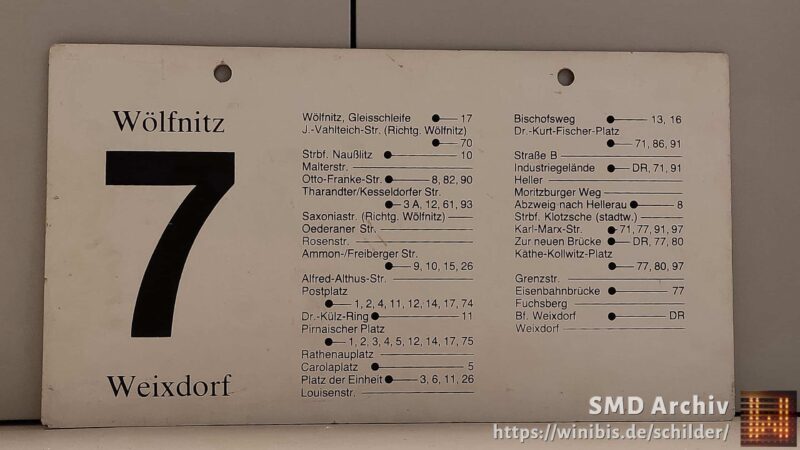 Wölfnitz
7
Weixdorf
Wölfnitz, Gleisschleife 17
J.-Vahlteich-Str. (Richtg. Wölfnitz)
70
Strbf. Naußlitz 10
Malterstr.
Otto-Franke-Str. 8, 82, 90
Tharandter/Kesseldorfer Str.
3 A, 12, 61, 93
Saxoniastr. (Richtg. Wölfnitz)
Oederaner Str.
Rosenstr.
Ammon-/Freiberger Str.
9, 10, 15, 26
Alfred-Althus-Str.
Postplatz
1, 2, 4, 11, 12, 14, 17, 74
Dr.-Külz-Ring 11
Pirnaischer Platz
1, 2, 3, 4, 5, 12, 14, 17, 75
Rathenauplatz
Carolaplatz 5
Platz der Einheit 3, 6, 11, 26
Louisenstr.
Bischofsweg 13, 16
Dr.-Kurt-Fischer-Platz
71, 86, 91
Straße B
Industriegelände DR, 71, 91
Heller
Moritzburger Weg
Abzweig nach Hellerau 8
Strbf. Klotzsche (stadtw.)
Karl-Marx-Str. 71, 77, 91, 97
Zur neuen Brücke DR, 77, 80
Käthe-Kollwitz-Platz
77, 80, 97
Grenzstr.
Eisenbahnbrücke 77
Fuchsberg
Bf. Weixdorf DR
Weixdorf
SMD Archiv
https://winibis.de/schilder/